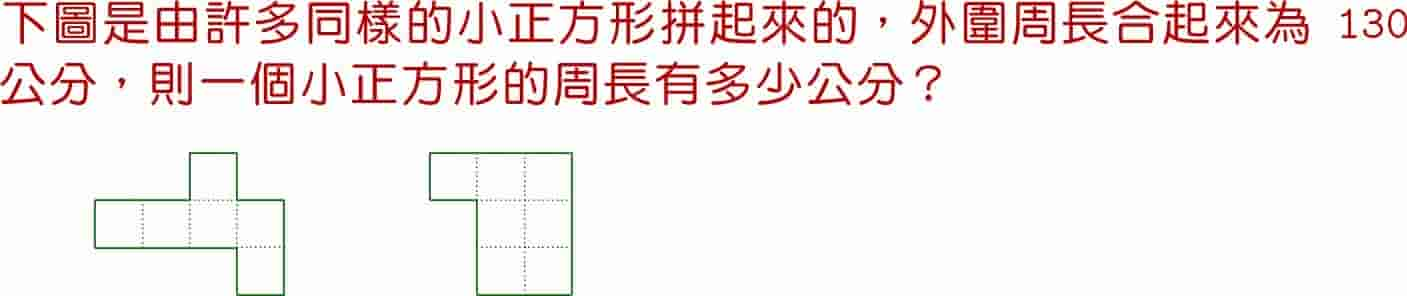 下圖是由許多同樣的小正方形拼起來的，外圍周長合起來為 130
公分，則一個小正方形的周長有多少公分？